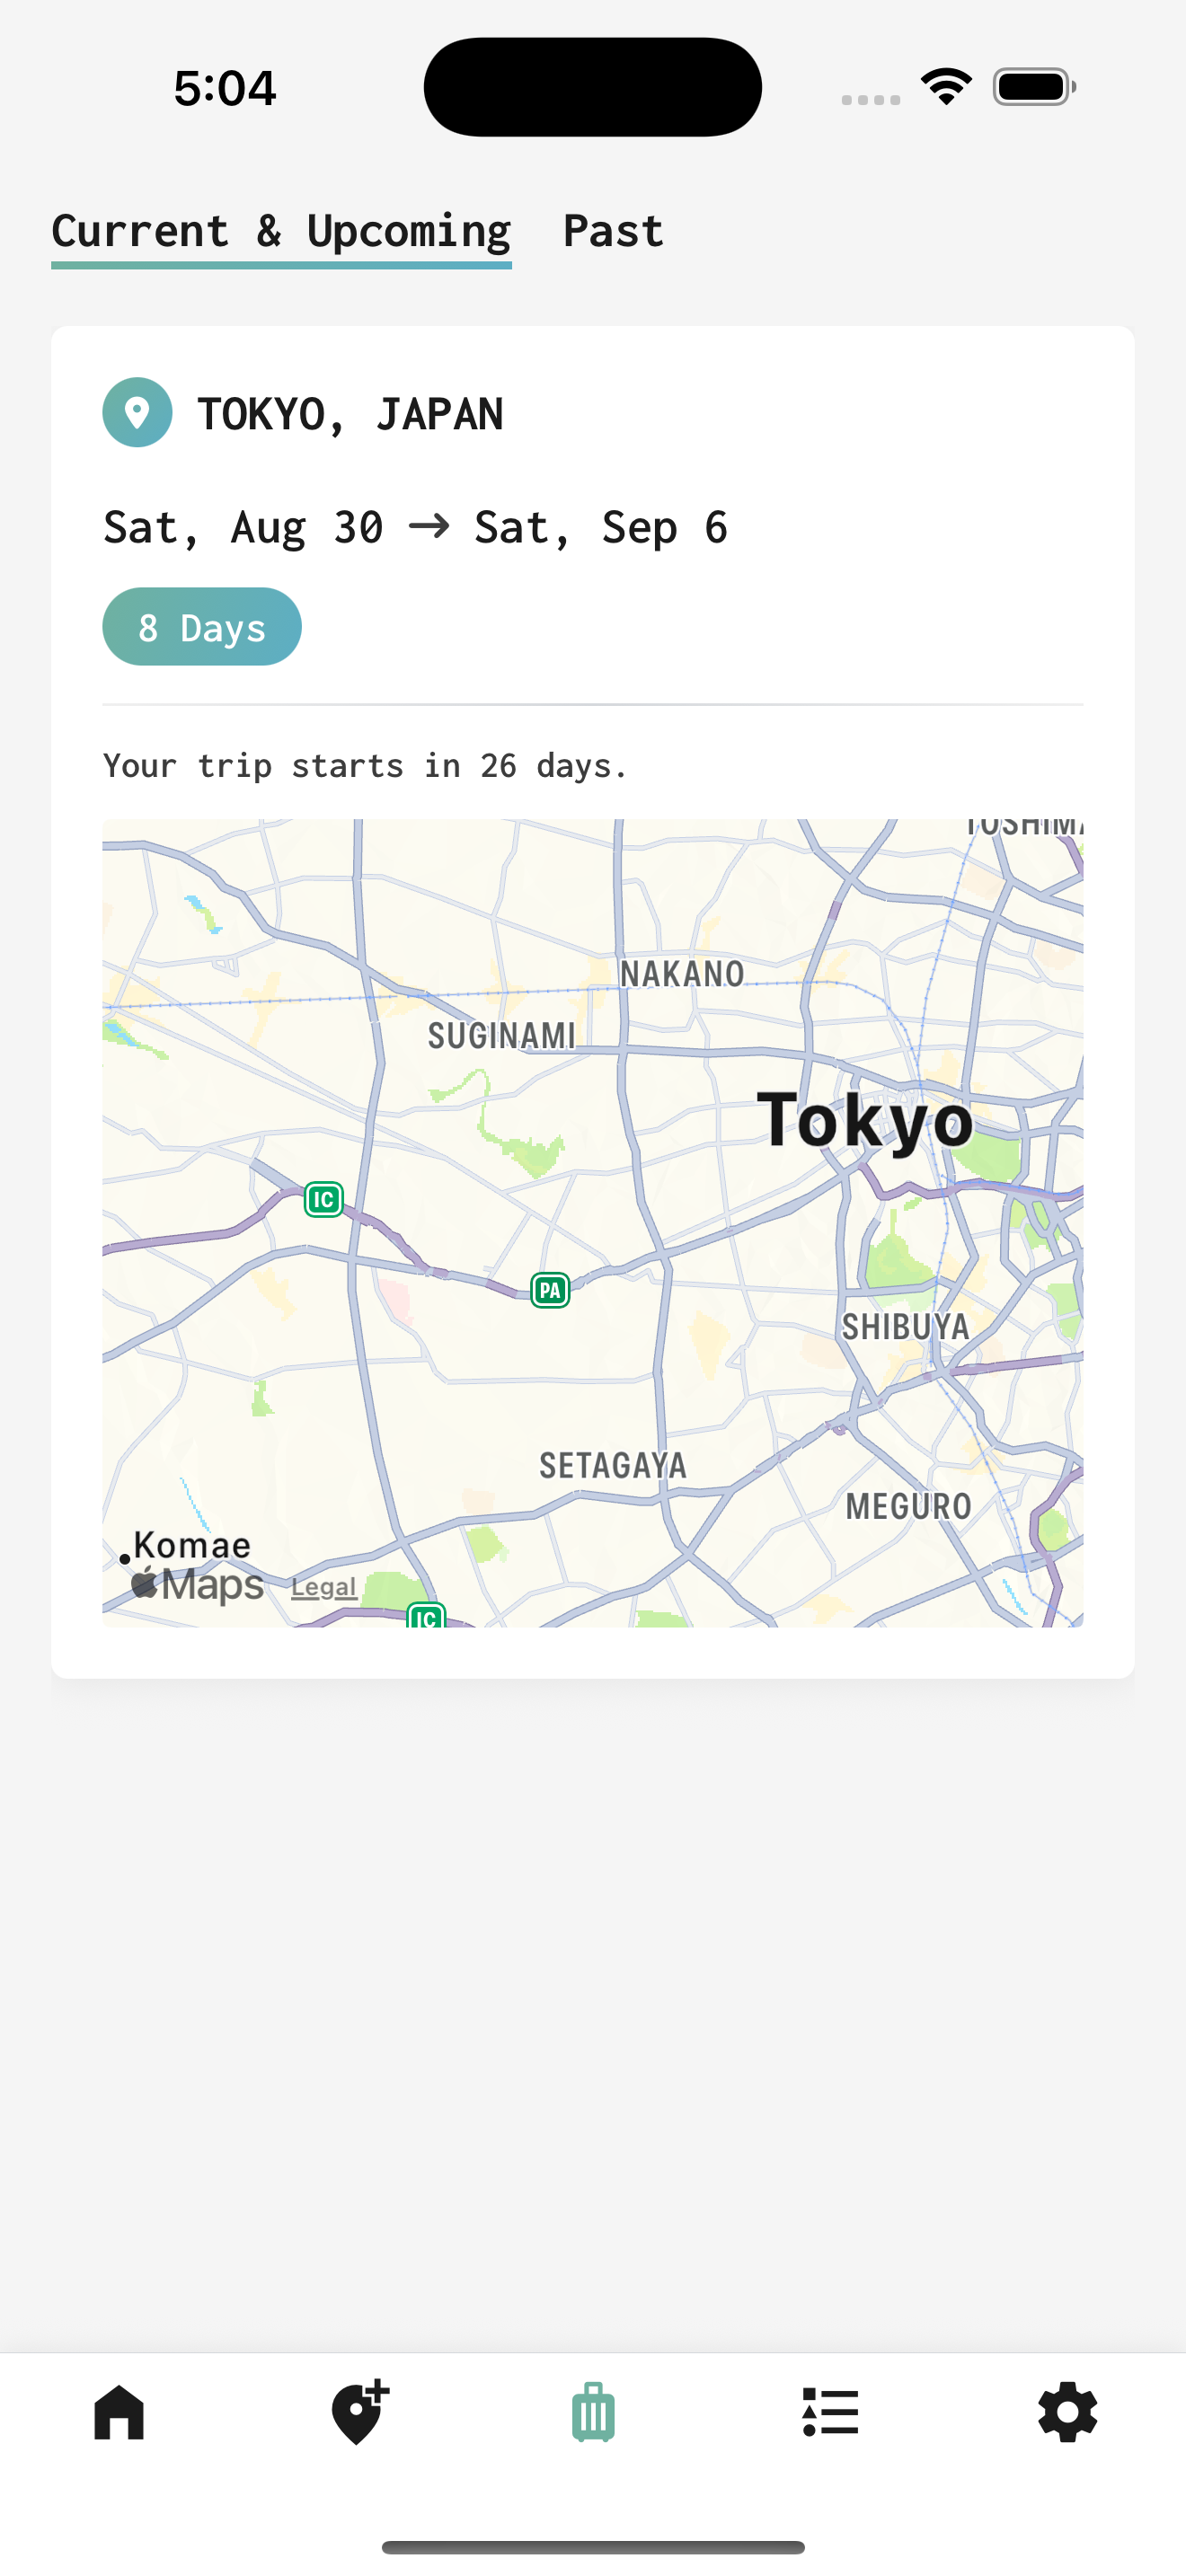 5:04
Current & Upcoming Past
TOKYO, JAPAN
Sat, Aug 30 → Sat, Sep 6
8 Days
Your trip starts in 26 days.
NAKANO
SUGINAMI
Tokyo
IC
PA
SHIBUYA
SETAGAYA
MEGURO
Komae
Maps Legal
IC